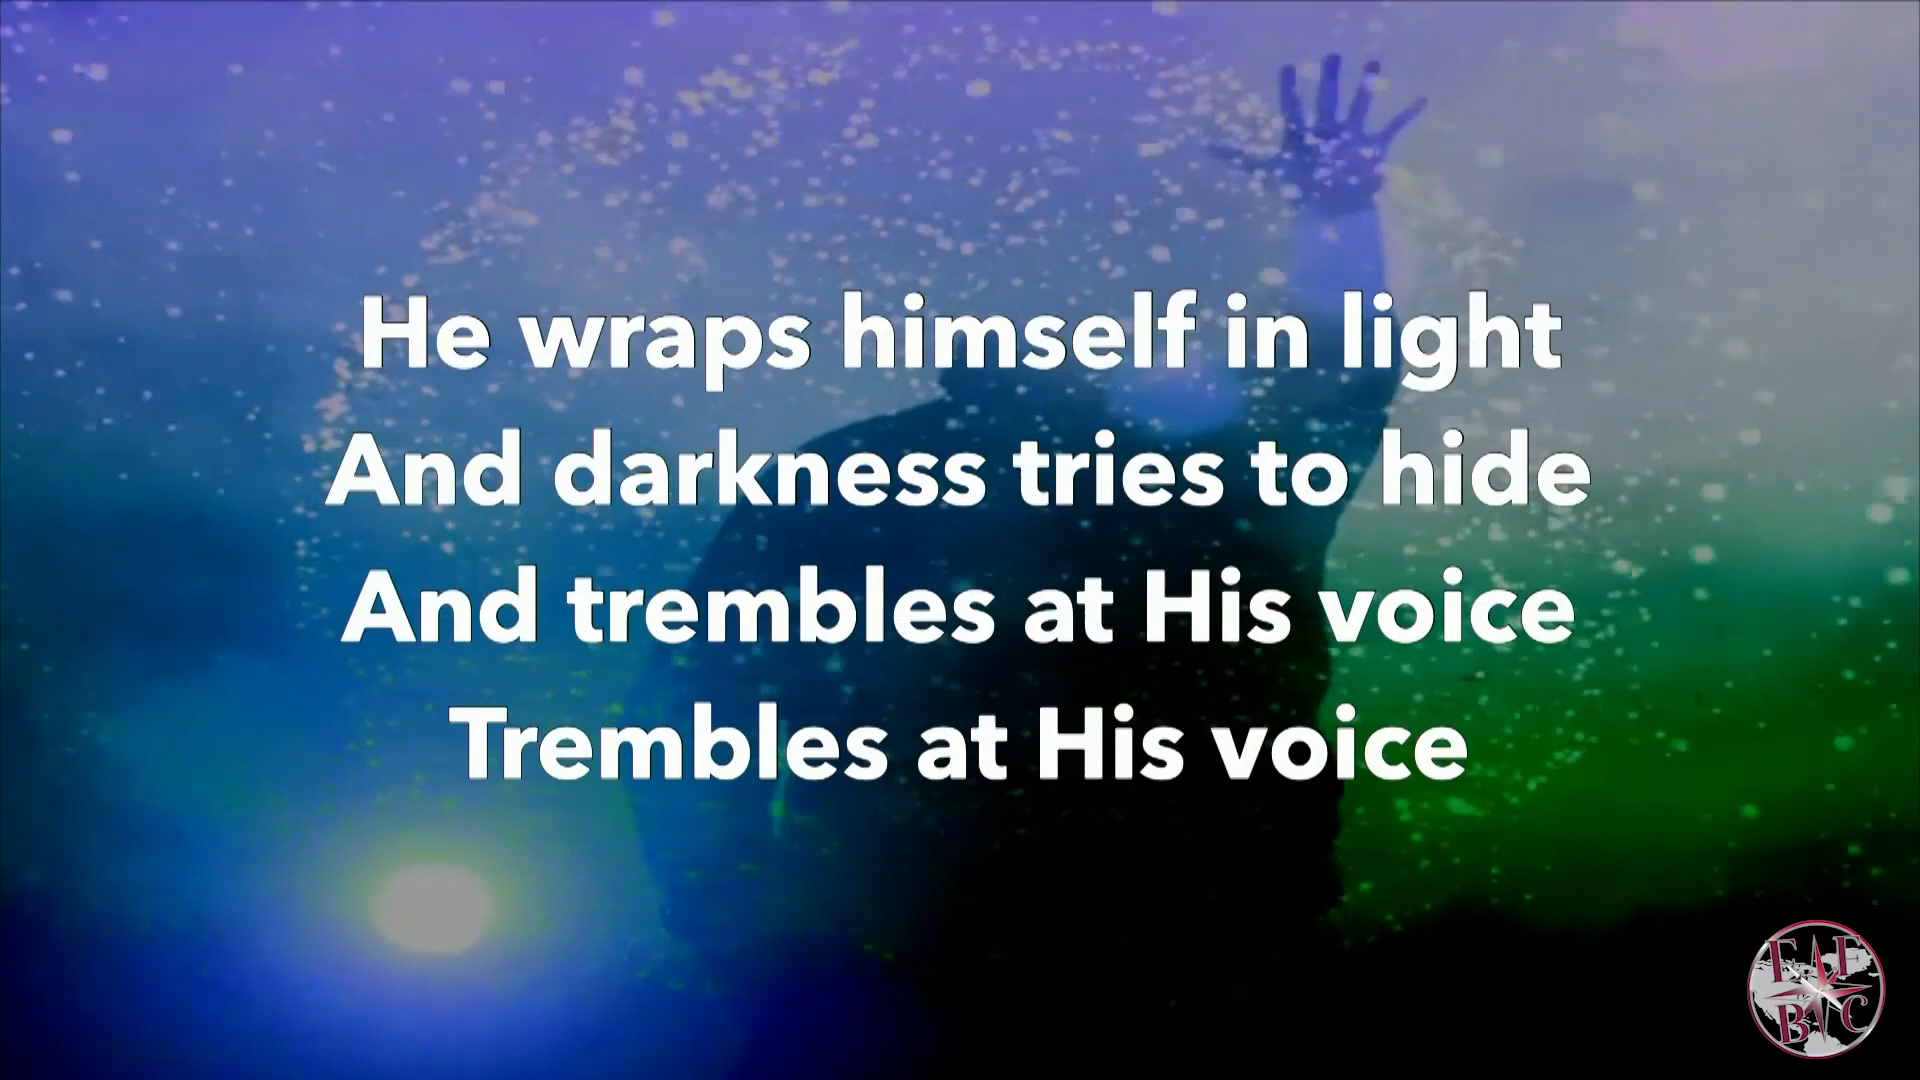 He wraps himself in light
And darkness tries to hide
And trembles at His voice
Trembles at His voice
F F
B C